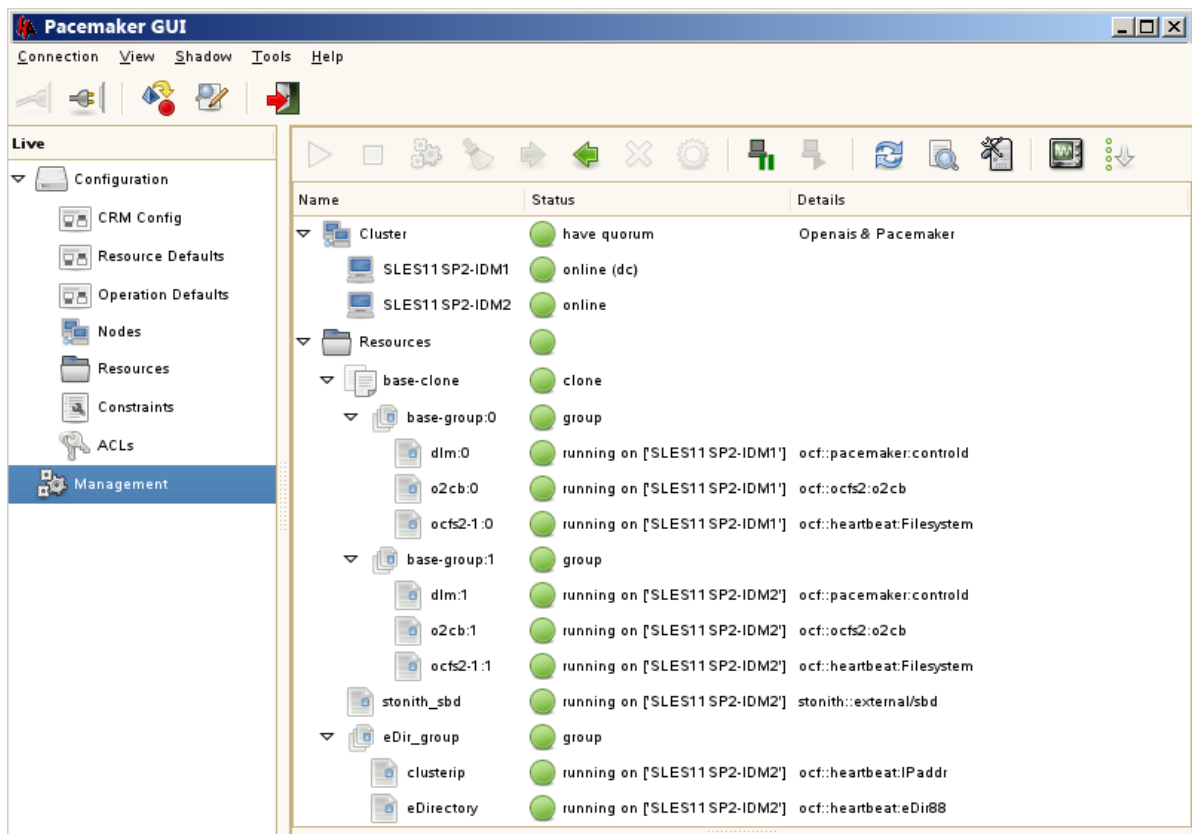 Pacemaker GUI
Connection View Shadow Tools Help
Live
Configuration
CRM Config
Resource Defaults
Operation Defaults
Nodes
Resources
Constraints
ACLs
Management
Name Status Details
Cluster have quorum Openais & Pacemaker
SLES11SP2-IDM1 online (dc)
SLES11SP2-IDM2 online
Resources
base-clone clone
base-group:0 group
dlm:0 running on ['SLES11SP2-IDM1'] ocf::pacemaker:controld
o2cb:0 running on ['SLES11SP2-IDM1'] ocf::ocfs2:o2cb
ocfs2-1:0 running on ['SLES11SP2-IDM1'] ocf::heartbeat:Filesystem
base-group:1 group
dlm:1 running on ['SLES11SP2-IDM2'] ocf::pacemaker:controld
o2cb:1 running on ['SLES11SP2-IDM2'] ocf::ocfs2:o2cb
ocfs2-1:1 running on ['SLES11SP2-IDM2'] ocf::heartbeat:Filesystem
stonith_sbd running on ['SLES11SP2-IDM2'] stonith::external/sbd
eDir_group group
clusterip running on ['SLES11SP2-IDM2'] ocf::heartbeat:IPaddr
eDirectory running on ['SLES11SP2-IDM2'] ocf::heartbeat:eDir88